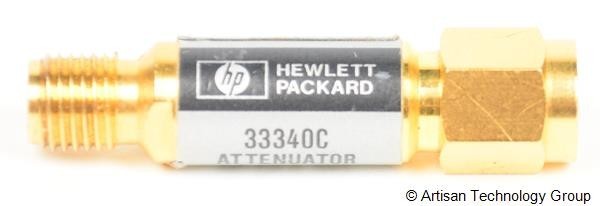 hp HEWLETT
PACKARD
33340C
ATTENUATOR
© Artisan Technology Group